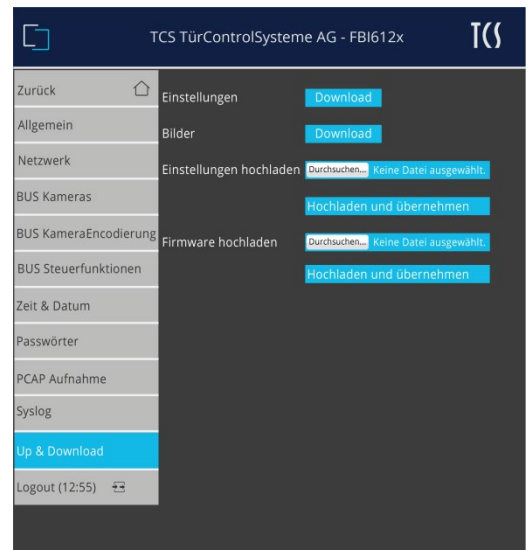 TCS TürControlSysteme AG - FBI612x
TCS
Zurück
Allgemein
Netzwerk
BUS Kameras
BUS KameraEncodierung
BUS Steuerfunktionen
Zeit & Datum
Passwörter
PCAP Aufnahme
Syslog
Up & Download
Logout (12:55)
Einstellungen Download
Bilder Download
Einstellungen hochladen Durchsuchen... Keine Datei ausgewählt.
Hochladen und übernehmen
Firmware hochladen Durchsuchen... Keine Datei ausgewählt.
Hochladen und übernehmen